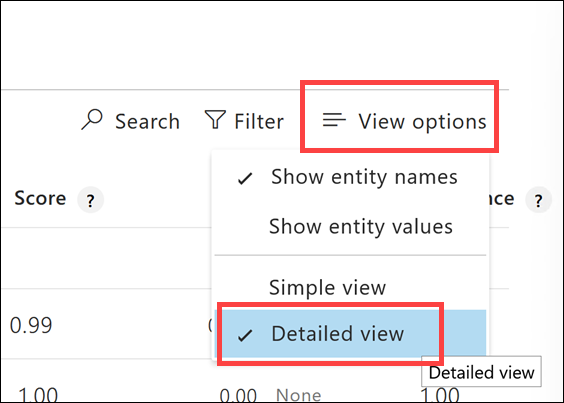 Search Filter View options
Show entity names
Score ? nce ?
Show entity values
Simple view
0.99
Detailed view
Detailed view
1.00 0.00 None 1.00